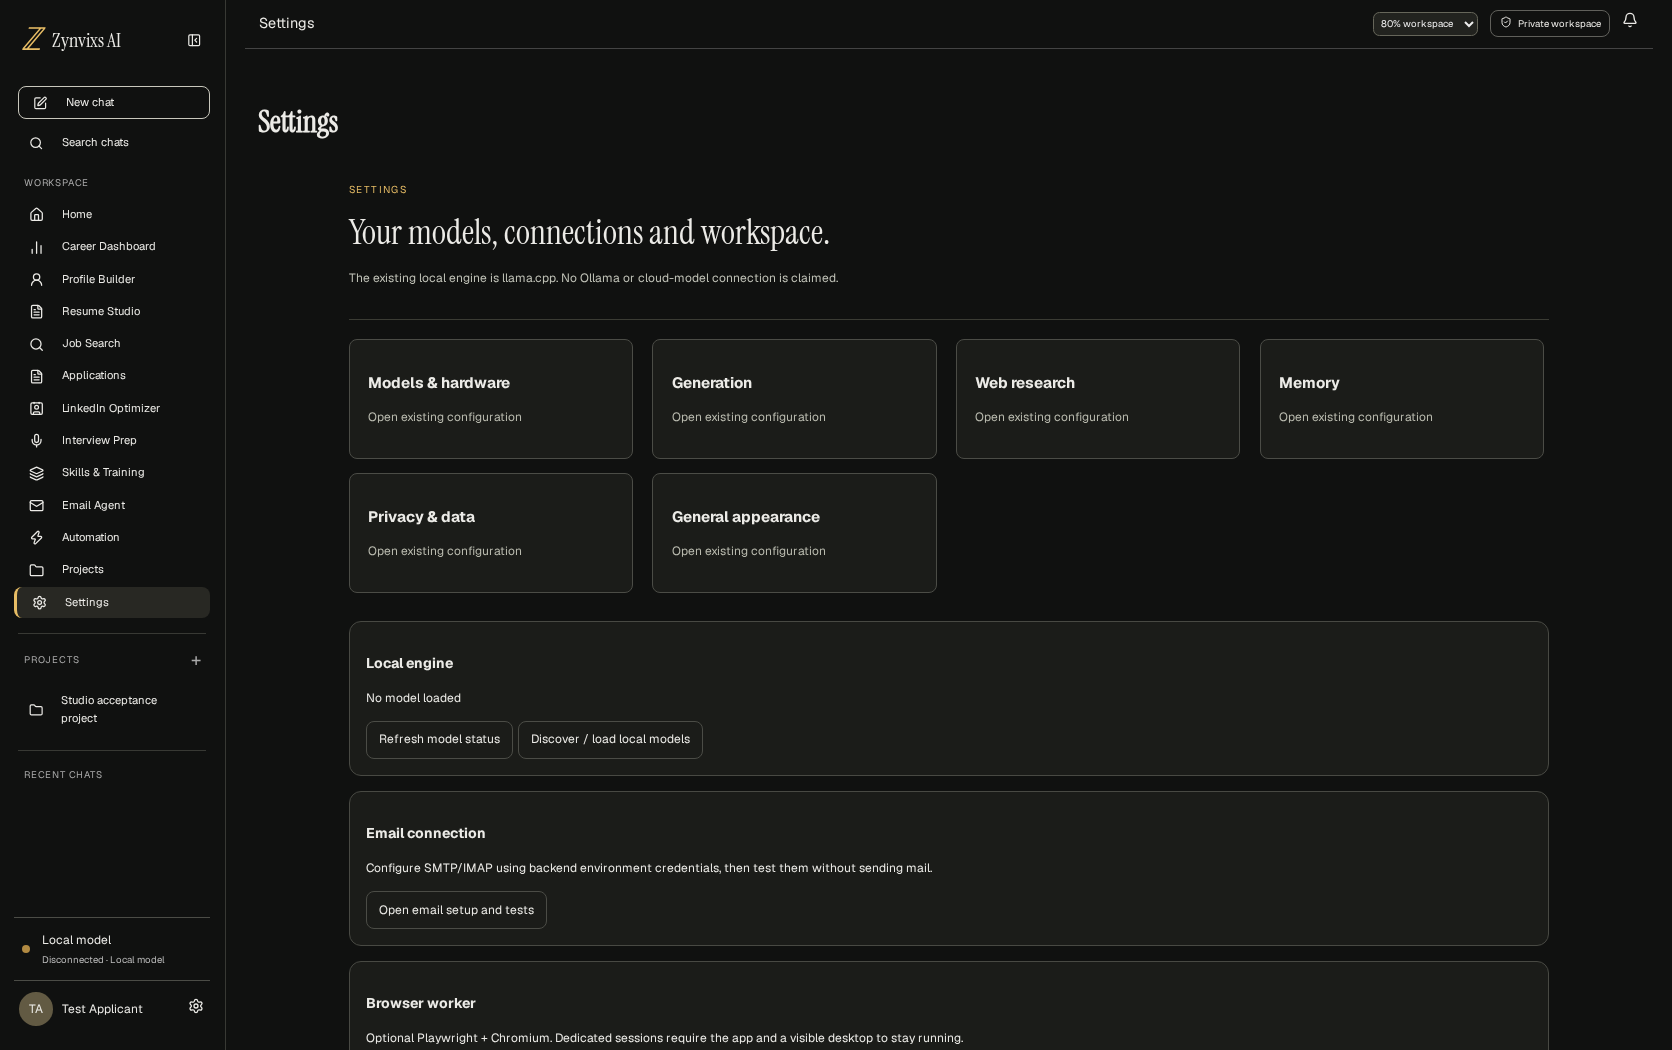 Zynvixs AI
New chat
Search chats
WORKSPACE
Home
Career Dashboard
Profile Builder
Resume Studio
Job Search
Applications
LinkedIn Optimizer
Interview Prep
Skills & Training
Email Agent
Automation
Projects
Settings
PROJECTS
Studio acceptance
project
RECENT CHATS
Local model
Disconnected · Local model
TA
Test Applicant
Settings
80% workspace
Private workspace
Settings
SETTINGS
Your models, connections and workspace.
The existing local engine is llama.cpp. No Ollama or cloud-model connection is claimed.
Models & hardware
Open existing configuration
Generation
Open existing configuration
Web research
Open existing configuration
Memory
Open existing configuration
Privacy & data
Open existing configuration
General appearance
Open existing configuration
Local engine
No model loaded
Refresh model status
Discover / load local models
Email connection
Configure SMTP/IMAP using backend environment credentials, then test them without sending mail.
Open email setup and tests
Browser worker
Optional Playwright + Chromium. Dedicated sessions require the app and a visible desktop to stay running.